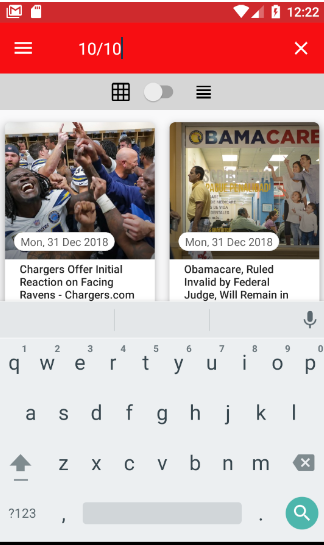 12:22
10/10
OBAMACARE
Mon, 31 Dec 2018
Mon, 31 Dec 2018
Chargers Offer Initial
Reaction on Facing
Ravens - Chargers.com
Obamacare, Ruled
Invalid by Federal
Judge, Will Remain in
1 2 3 4 5 6 7 8 9 0
q w e r t y u i o p
a s d f g h j k l
z x c v b n m
?123 , .